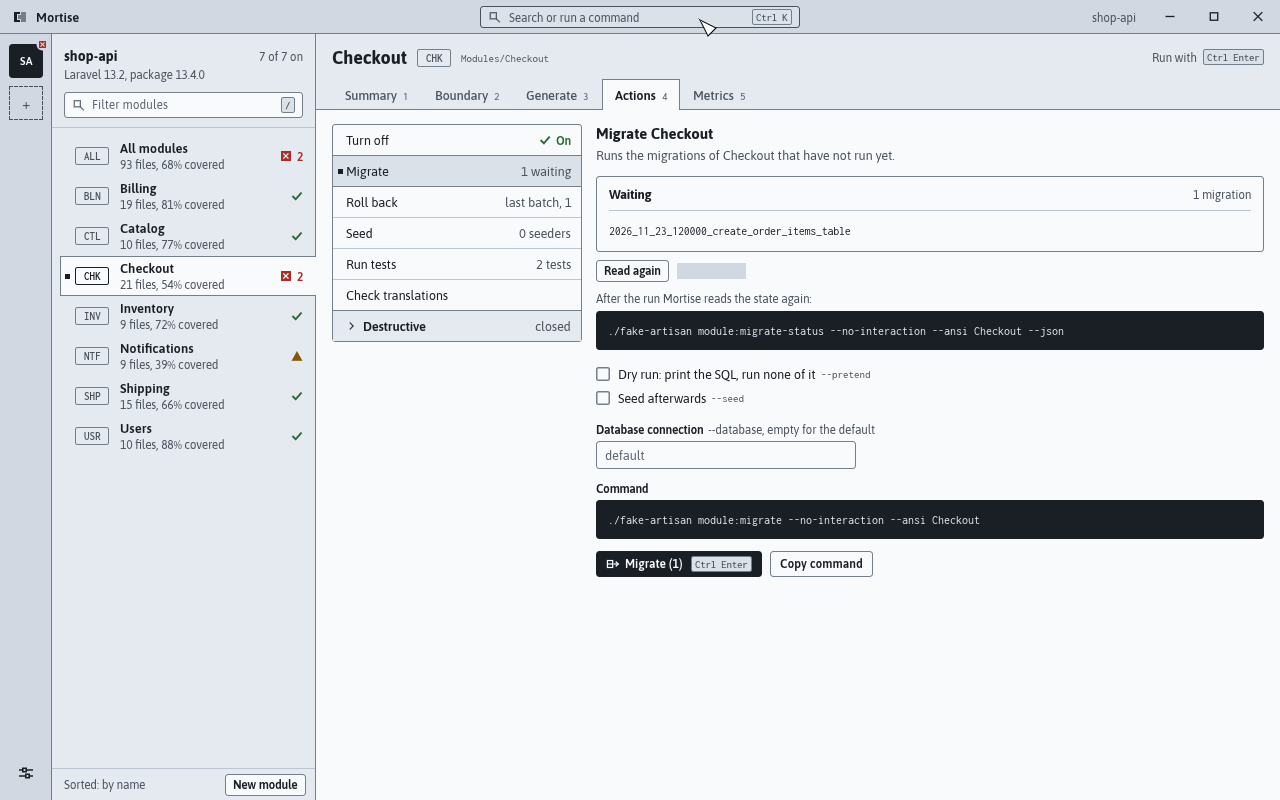 Mortise
Search or run a command
Ctrl K
shop-api
SA
+
shop-api
7 of 7 on
Laravel 13.2, package 13.4.0
Filter modules
/
ALL
All modules
93 files, 68% covered
2
BLN
Billing
19 files, 81% covered
CTL
Catalog
10 files, 77% covered
CHK
Checkout
21 files, 54% covered
2
INV
Inventory
9 files, 72% covered
NTF
Notifications
9 files, 39% covered
SHP
Shipping
15 files, 66% covered
USR
Users
10 files, 88% covered
Sorted: by name
New module
Checkout
CHK
Modules/Checkout
Run with
Ctrl Enter
Summary 1
Boundary 2
Generate 3
Actions 4
Metrics 5
Turn off
On
Migrate
1 waiting
Roll back
last batch, 1
Seed
0 seeders
Run tests
2 tests
Check translations
Destructive
closed
Migrate Checkout
Runs the migrations of Checkout that have not run yet.
Waiting
1 migration
2026_11_23_120000_create_order_items_table
Read again
After the run Mortise reads the state again:
./fake-artisan module:migrate-status --no-interaction --ansi Checkout --json
Dry run: print the SQL, run none of it --pretend
Seed afterwards --seed
Database connection --database, empty for the default
default
Command
./fake-artisan module:migrate --no-interaction --ansi Checkout
Migrate (1)
Ctrl Enter
Copy command